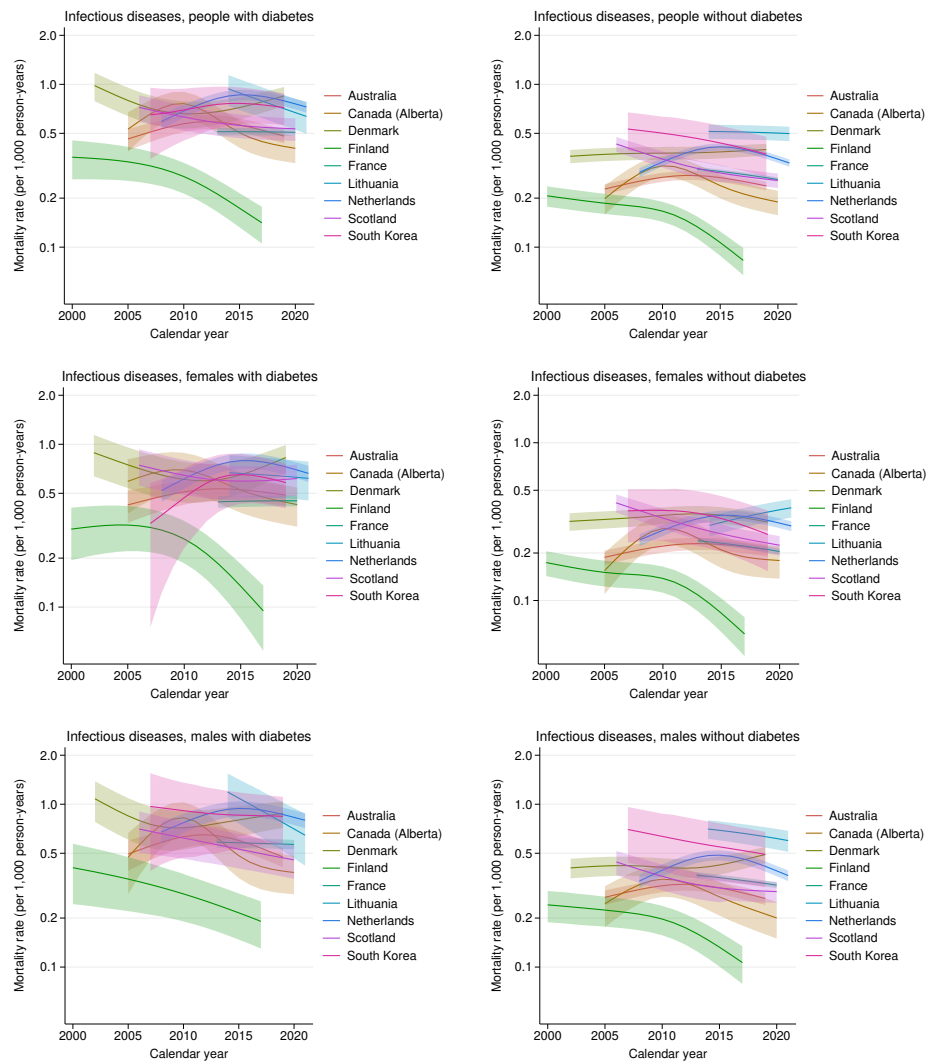 Infectious diseases, people with diabetes
2.0
1.0
0.5
0.2
0.1
Mortality rate (per 1,000 person-years)
2000
2005
2010
2015
2020
Calendar year
Australia
Canada (Alberta)
Denmark
Finland
France
Lithuania
Netherlands
Scotland
South Korea
Infectious diseases, people without diabetes
2.0
1.0
0.5
0.2
0.1
Mortality rate (per 1,000 person-years)
2000
2005
2010
2015
2020
Calendar year
Australia
Canada (Alberta)
Denmark
Finland
France
Lithuania
Netherlands
Scotland
South Korea
Infectious diseases, females with diabetes
2.0
1.0
0.5
0.2
0.1
Mortality rate (per 1,000 person-years)
2000
2005
2010
2015
2020
Calendar year
Australia
Canada (Alberta)
Denmark
Finland
France
Lithuania
Netherlands
Scotland
South Korea
Infectious diseases, females without diabetes
2.0
1.0
0.5
0.2
0.1
Mortality rate (per 1,000 person-years)
2000
2005
2010
2015
2020
Calendar year
Australia
Canada (Alberta)
Denmark
Finland
France
Lithuania
Netherlands
Scotland
South Korea
Infectious diseases, males with diabetes
2.0
1.0
0.5
0.2
0.1
Mortality rate (per 1,000 person-years)
2000
2005
2010
2015
2020
Calendar year
Australia
Canada (Alberta)
Denmark
Finland
France
Lithuania
Netherlands
Scotland
South Korea
Infectious diseases, males without diabetes
2.0
1.0
0.5
0.2
0.1
Mortality rate (per 1,000 person-years)
2000
2005
2010
2015
2020
Calendar year
Australia
Canada (Alberta)
Denmark
Finland
France
Lithuania
Netherlands
Scotland
South Korea